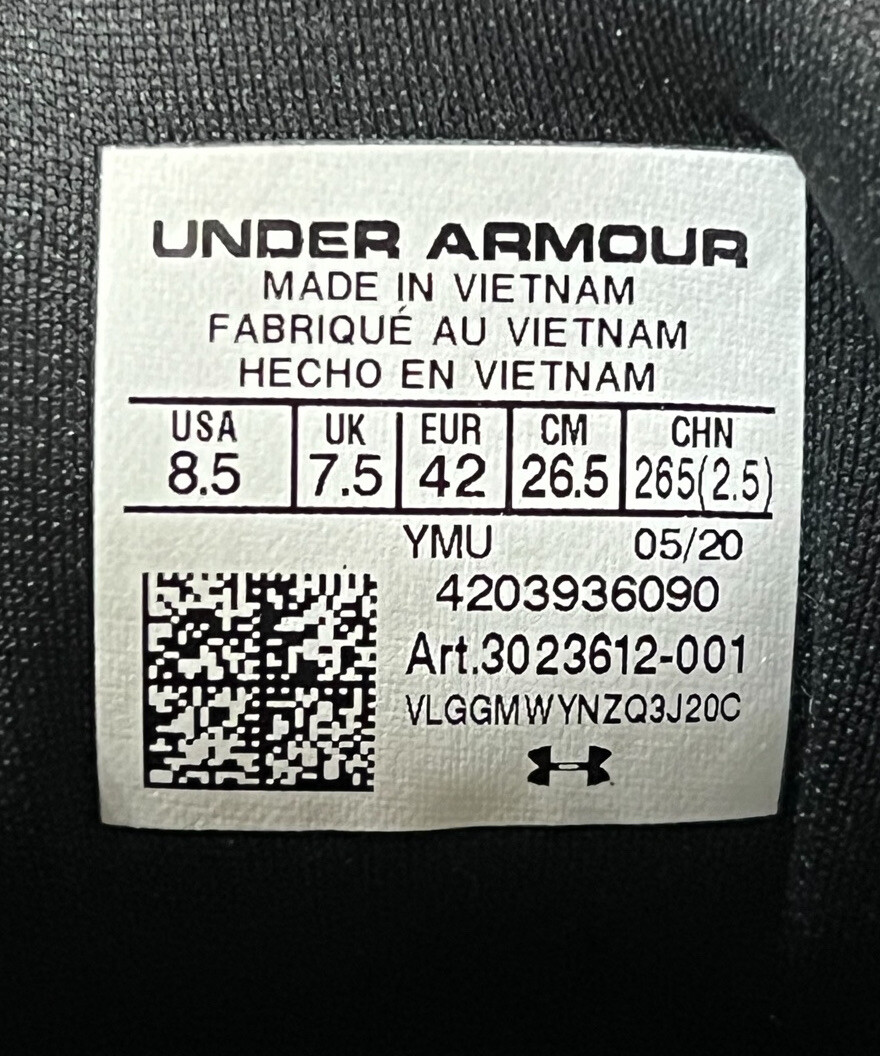 UNDER ARMOUR
MADE IN VIETNAM
FABRIQUÉ AU VIETNAM
HECHO EN VIETNAM
USA UK EUR CM CHN
8.5 7.5 42 26.5 265(2.5)
YMU 05/20
4203936090
Art.3023612-001
VLGGMWYNZQ3J20C